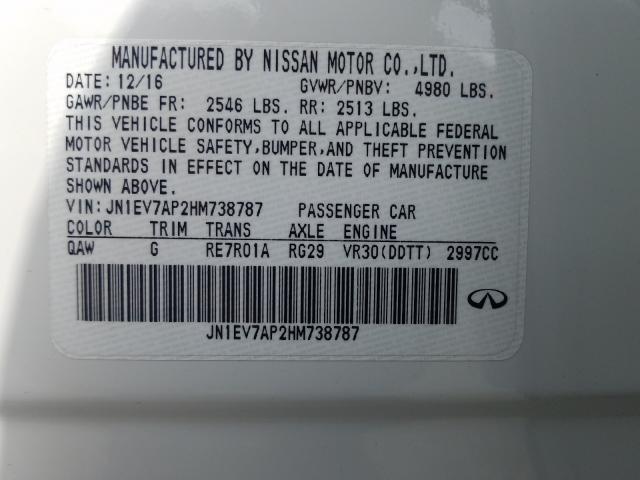 MANUFACTURED BY NISSAN MOTOR CO.,LTD.
DATE: 12/16 GVWR/PNBV: 4980 LBS.
GAWR/PNBE FR: 2546 LBS. RR: 2513 LBS.
THIS VEHICLE CONFORMS TO ALL APPLICABLE FEDERAL
MOTOR VEHICLE SAFETY,BUMPER,AND THEFT PREVENTION
STANDARDS IN EFFECT ON THE DATE OF MANUFACTURE
SHOWN ABOVE.
VIN:JN1EV7AP2HM738787 PASSENGER CAR
COLOR TRIM TRANS AXLE ENGINE
QAW G RE7R01A RG29 VR30(DDTT) 2997CC
JN1EV7AP2HM738787